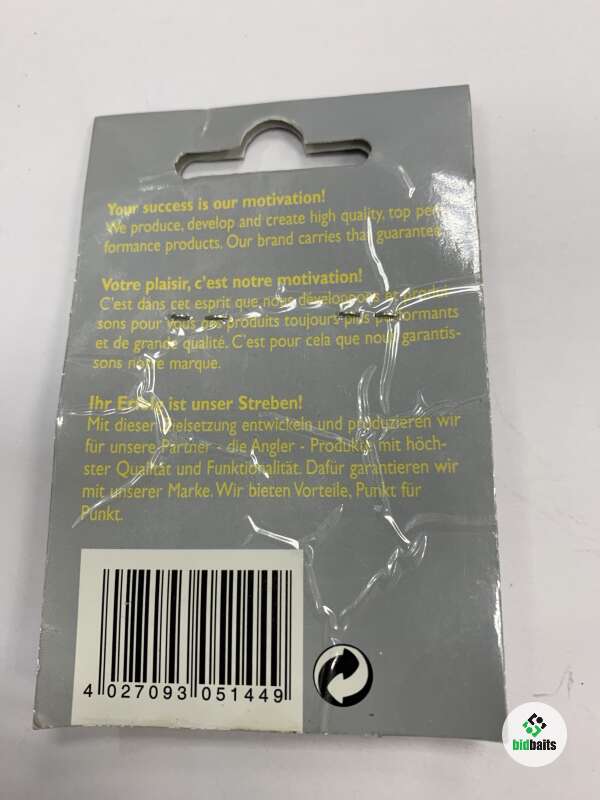 Your success is our motivation!
We produce, develop and create high quality, top per-
formance products. Our brand carries that guarantee.
Votre plaisir, c'est notre motivation!
C'est dans cet esprit que nous développons et produi-
sons pour vous des produits toujours plus performants
et de grande qualité. C'est pour cela que nous garantis-
sons notre marque.
Ihr Erfolg ist unser Streben!
Mit dieser Zielsetzung entwickeln und produzieren wir
für unsere Partner - die Angler - Produkte mit höch-
ster Qualität und Funktionalität. Dafür garantieren wir
mit unserer Marke. Wir bieten Vorteile, Punkt für
Punkt.
4 027093 051449
bidbaits